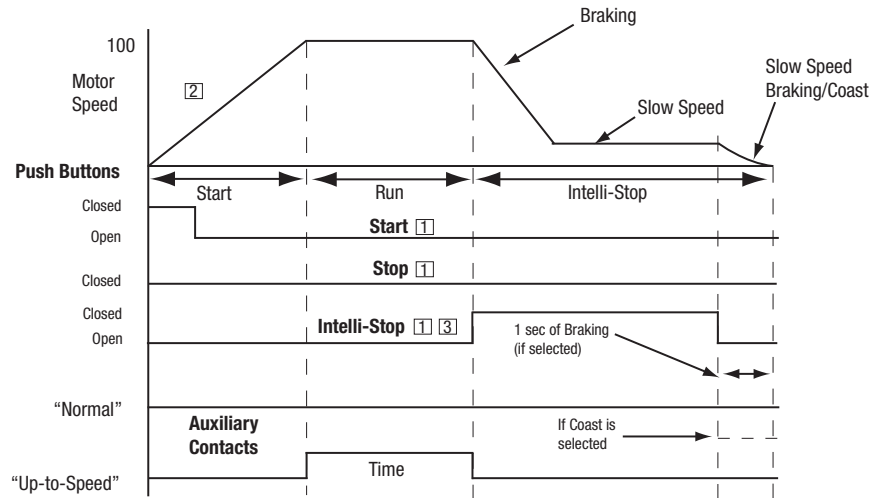 Braking
100
Motor
Speed
2
Slow Speed
Slow Speed
Braking/Coast
Push Buttons
Start
Run
Intelli-Stop
Closed
Open
Start 1
Stop 1
Closed
Closed
Open
Intelli-Stop 1 3
1 sec of Braking
(if selected)
“Normal”
Auxiliary
Contacts
If Coast is
selected
Time
“Up-to-Speed”